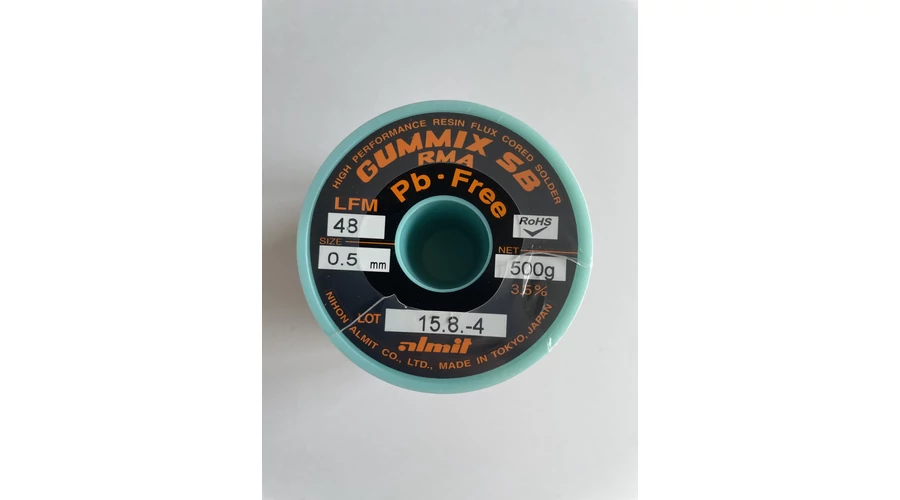 HIGH PERFORMANCE RESIN FLUX CORED SOLDER
GUMMIX SB
RMA
Pb・Free
LFM
48
RoHS
SIZE
0.5 mm
NET
500g
3.5%
LOT 15.8.-4
almit
NIHON ALMIT CO., LTD., MADE IN TOKYO, JAPAN